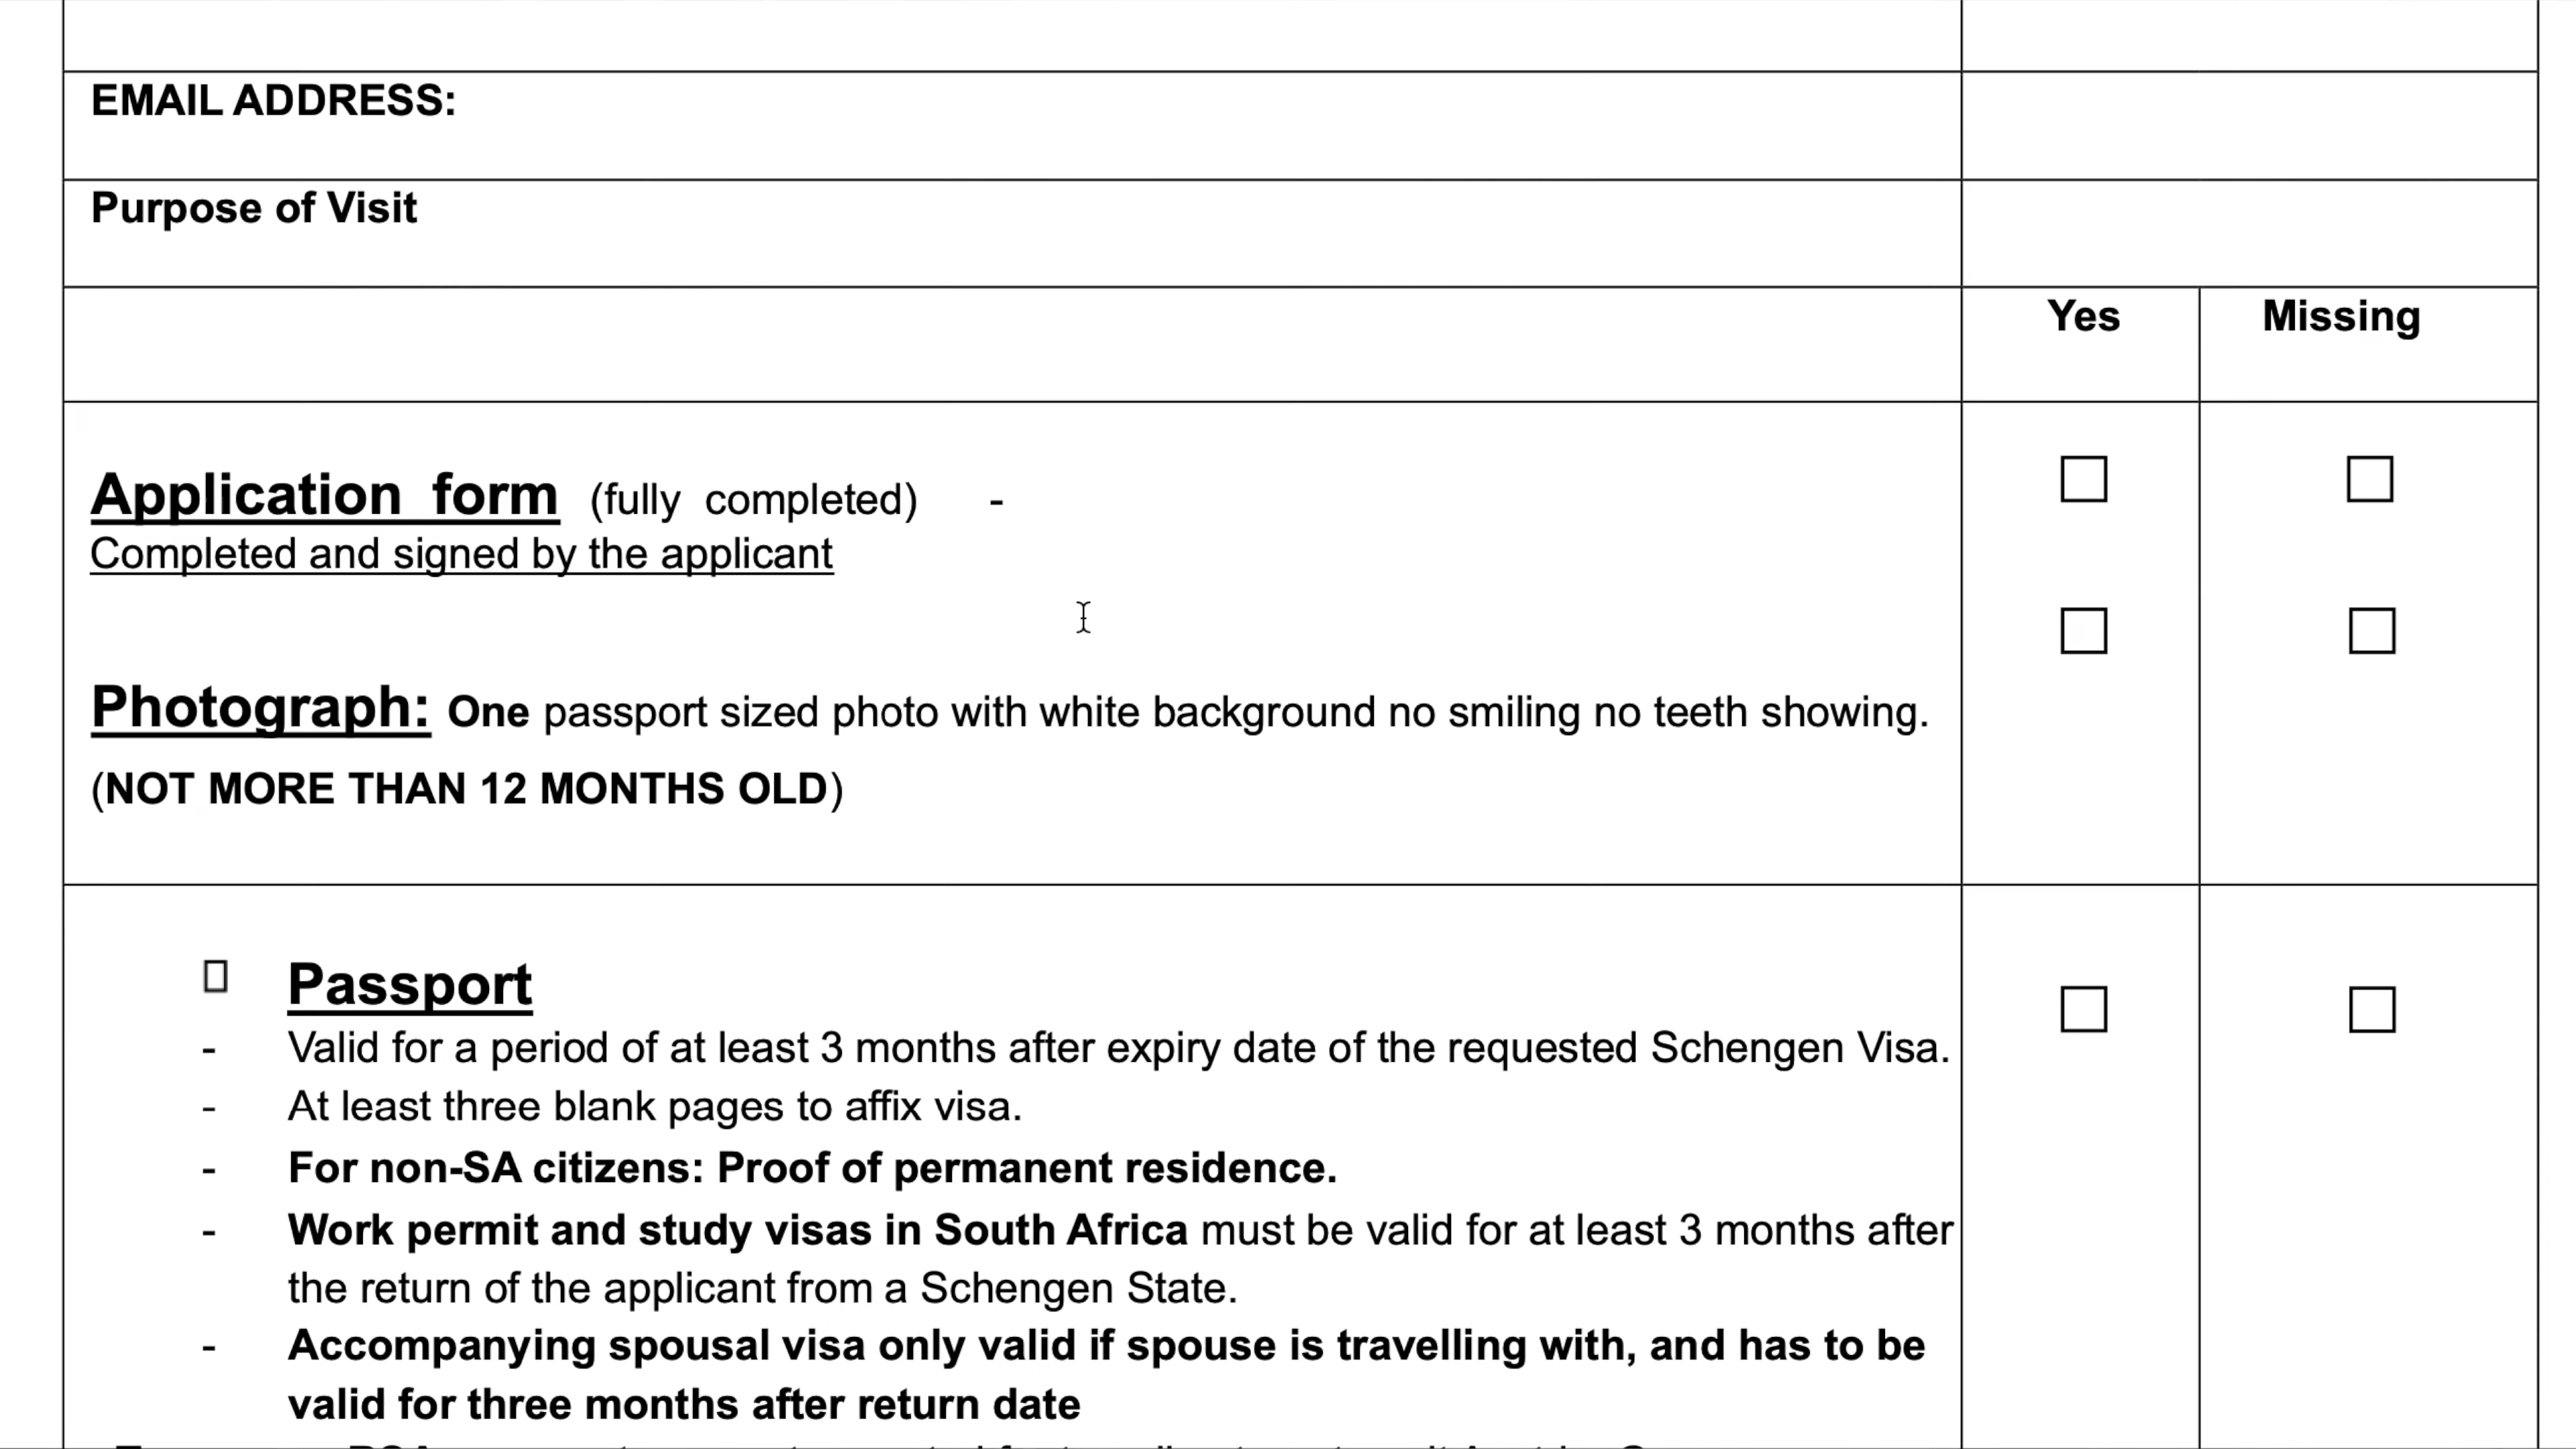 EMAIL ADDRESS:
Purpose of Visit
Yes Missing
Application form (fully completed) -
Completed and signed by the applicant
Photograph: One passport sized photo with white background no smiling no teeth showing.
(NOT MORE THAN 12 MONTHS OLD)
Passport
- Valid for a period of at least 3 months after expiry date of the requested Schengen Visa.
- At least three blank pages to affix visa.
- For non-SA citizens: Proof of permanent residence.
- Work permit and study visas in South Africa must be valid for at least 3 months after
the return of the applicant from a Schengen State.
- Accompanying spousal visa only valid if spouse is travelling with, and has to be
valid for three months after return date